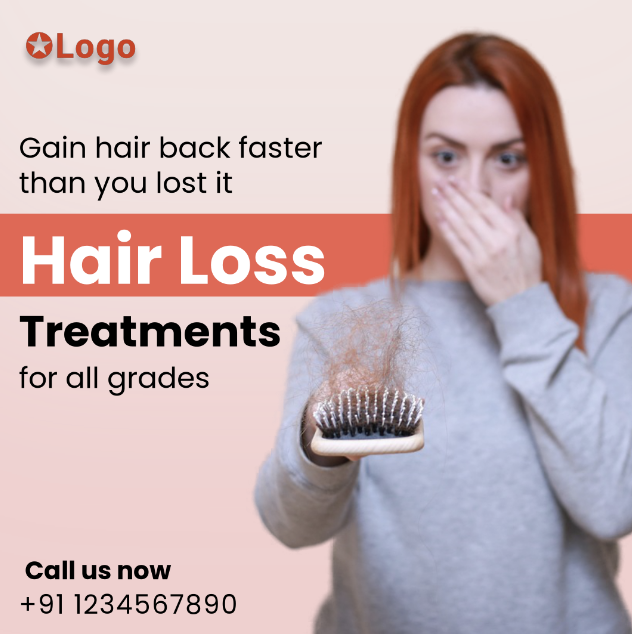 Logo
Gain hair back faster
than you lost it
Hair Loss
Treatments
for all grades
Call us now
+91 1234567890